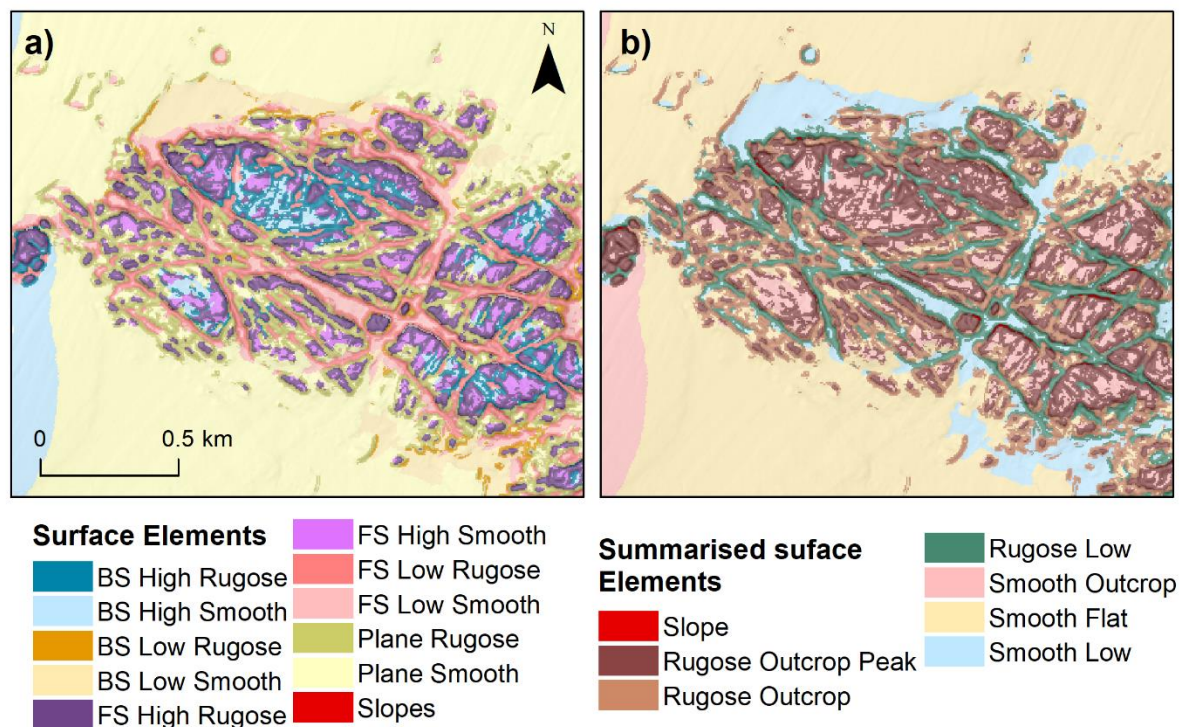 a)
N
b)
0
0.5 km
Surface Elements
BS High Rugose
BS High Smooth
BS Low Rugose
BS Low Smooth
FS High Rugose
FS High Smooth
FS Low Rugose
FS Low Smooth
Plane Rugose
Plane Smooth
Slopes
Summarised suface
Elements
Slope
Rugose Outcrop Peak
Rugose Outcrop
Rugose Low
Smooth Outcrop
Smooth Flat
Smooth Low